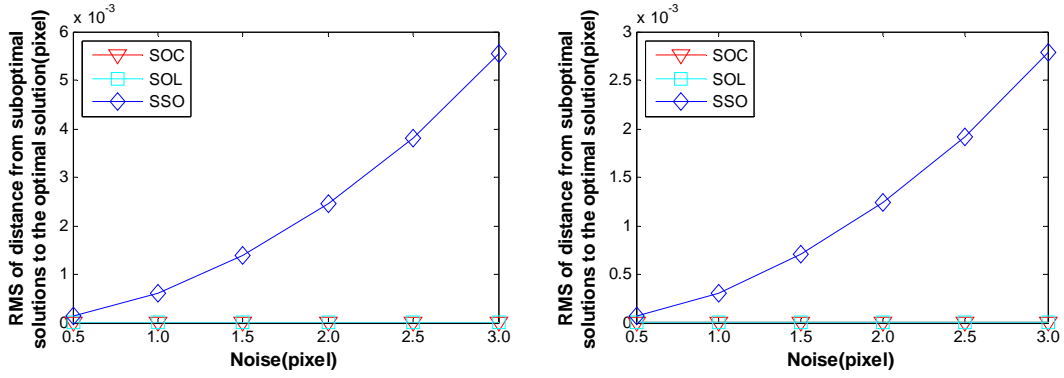 x 10^-3
6
5
4
3
2
1
0
0.5 1.0 1.5 2.0 2.5 3.0
Noise(pixel)
RMS of distance from suboptimal
solutions to the optimal solution(pixel)
SOC
SOL
SSO
x 10^-3
3
2.5
2
1.5
1
0.5
0
0.5 1.0 1.5 2.0 2.5 3.0
Noise(pixel)
RMS of distance from suboptimal
solutions to the optimal solution(pixel)
SOC
SOL
SSO